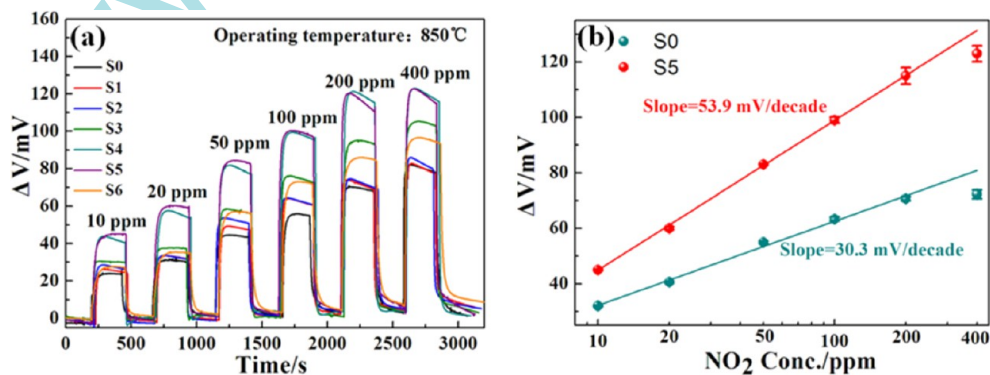 (a)
Operating temperature: 850℃
S0
S1
S2
S3
S4
S5
S6
10 ppm
20 ppm
50 ppm
100 ppm
200 ppm
400 ppm
160
140
120
100
80
60
40
20
0
ΔV/mV
0 500 1000 1500 2000 2500 3000
Time/s
(b)
S0
S5
Slope=53.9 mV/decade
Slope=30.3 mV/decade
120
100
80
60
40
ΔV/mV
10 20 50 100 200 400
NO₂ Conc./ppm